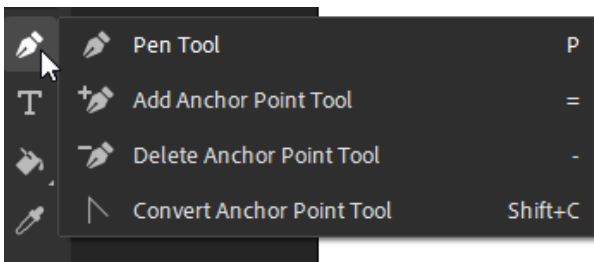 Pen Tool P
T Add Anchor Point Tool =
Delete Anchor Point Tool -
Convert Anchor Point Tool Shift+C